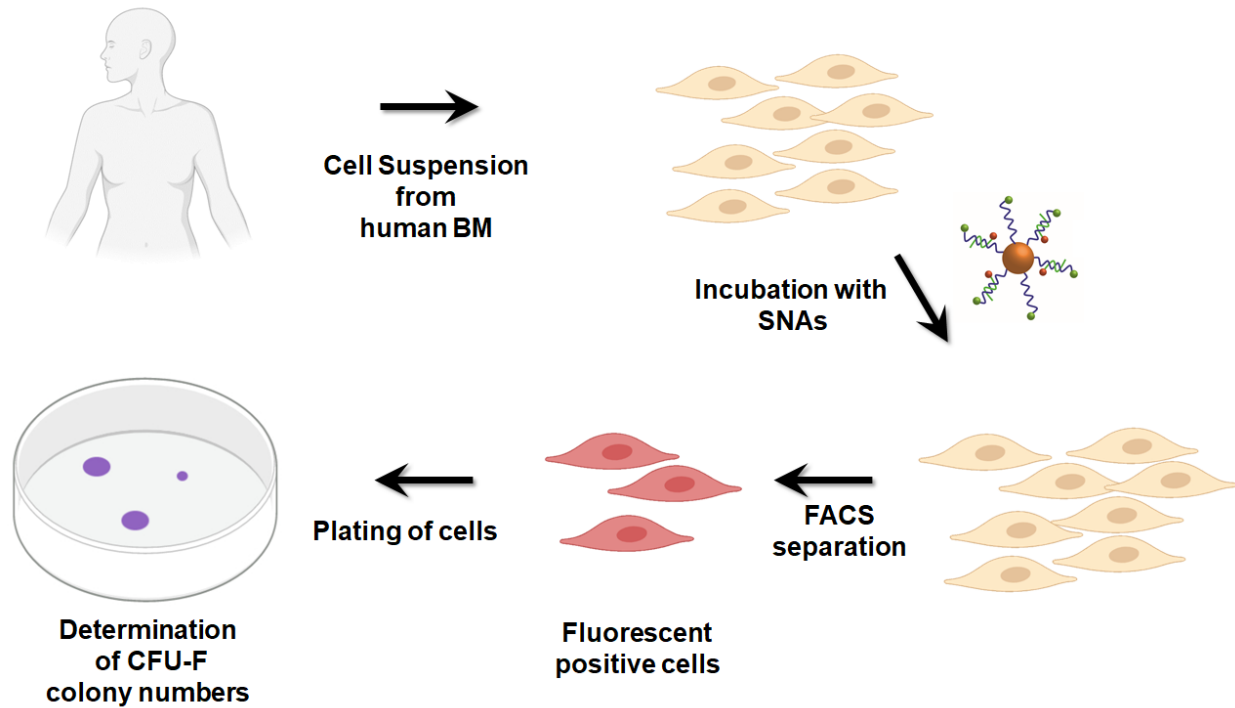 Cell Suspension
from
human BM
Incubation with
SNAs
FACS
separation
Fluorescent
positive cells
Plating of cells
Determination
of CFU-F
colony numbers